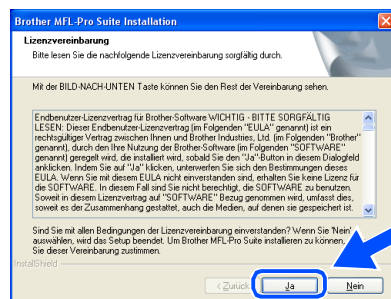 Brother MFL-Pro Suite Installation
Lizenzvereinbarung
Bitte lesen Sie die nachfolgende Lizenzvereinbarung sorgfältig durch.
Mit der BILD-NACH-UNTEN Taste können Sie den Rest der Vereinbarung sehen.
Endbenutzer-Lizenzvertrag für Brother-Software WICHTIG - BITTE SORGFÄLTIG
LESEN: Dieser Endbenutzer-Lizenzvertrag (im Folgenden "EULA" genannt) ist ein
rechtsgültiger Vertrag zwischen Ihnen und Brother Industries, Ltd. (im Folgenden "Brother"
genannt), durch den Ihre Nutzung der Brother-Software (im Folgenden "SOFTWARE"
genannt) geregelt wird, die installiert wird, sobald Sie den "Ja"-Button in diesem Dialogfeld
anklicken. Indem Sie auf "Ja" klicken, unterwerfen Sie sich den Bestimmungen dieses
EULA. Wenn Sie mit diesem EULA nicht einverstanden sind, erhalten Sie keine Lizenz für
die SOFTWARE. In diesem Fall sind Sie nicht berechtigt, die SOFTWARE zu benutzen.
Soweit in diesem Lizenzvertrag auf "SOFTWARE" Bezug genommen wird, umfasst dies,
soweit es der Zusammenhang gestattet, auch die Medien, auf denen sie gespeichert ist.
Sind Sie mit allen Bedingungen der Lizenzvereinbarung einverstanden? Wenn Sie 'Nein'
auswählen, wird das Setup beendet. Um Brother MFL-Pro Suite installieren zu können,
Sie dieser Vereinbarung zustimmen.
InstallShield
< Zurück Ja Nein